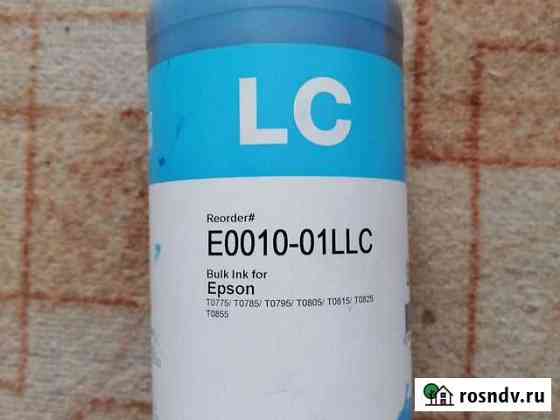 LC
Reorder#
E0010-01LLC
Bulk Ink for
Epson
T0775/ T0785/ T0795/ T0805/ T0815/ T0825
T0855
rosndv.ru